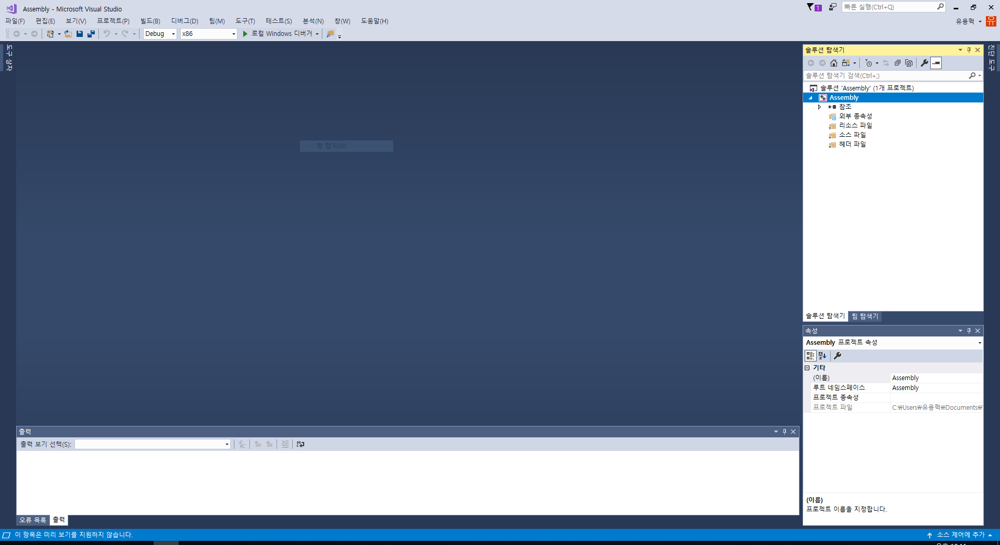 Assembly - Microsoft Visual Studio
1
빠른 실행(Ctrl+Q)
파일(F) 편집(E) 보기(V) 프로젝트(P) 빌드(B) 디버그(D) 팀(M) 도구(T) 테스트(S) 분석(N) 창(W) 도움말(H)
유용혁
Debug x86 로컬 Windows 디버거
도구 상자
창 캡처(W)
솔루션 탐색기
솔루션 탐색기 검색(Ctrl+;)
솔루션 'Assembly' (1개 프로젝트)
Assembly
참조
외부 종속성
리소스 파일
소스 파일
헤더 파일
솔루션 탐색기 팀 탐색기
진단 도구
속성
Assembly 프로젝트 속성
기타
(이름) Assembly
루트 네임스페이스 Assembly
프로젝트 종속성
프로젝트 파일 C:₩Users₩유용혁₩Documents₩
(이름)
프로젝트 이름을 지정합니다.
출력
출력 보기 선택(S):
오류 목록 출력
이 항목은 미리 보기를 지원하지 않습니다.
소스 제어에 추가